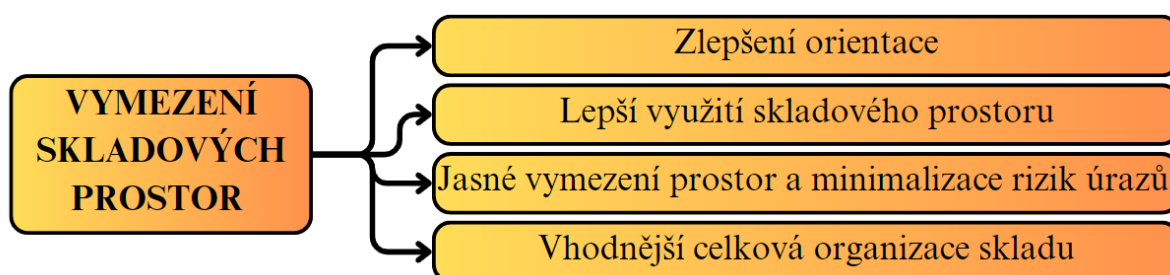 VYMEZENÍ
SKLADOVÝCH
PROSTOR
Zlepšení orientace
Lepší využití skladového prostoru
Jasné vymezení prostor a minimalizace rizik úrazů
Vhodnější celková organizace skladu